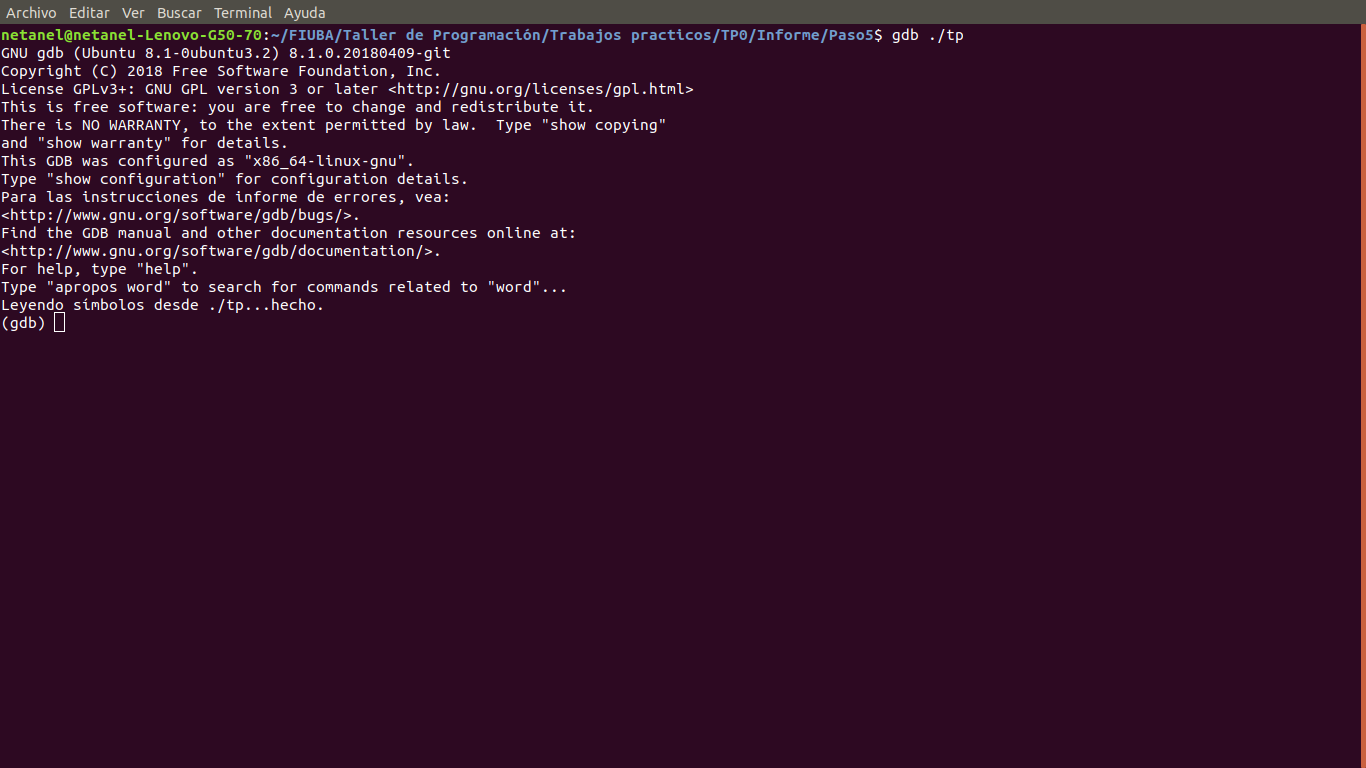 Archivo Editar Ver Buscar Terminal Ayuda
netanel@netanel-Lenovo-G50-70:~/FIUBA/Taller de Programación/Trabajos practicos/TP0/Informe/Paso5$ gdb ./tp
GNU gdb (Ubuntu 8.1-0ubuntu3.2) 8.1.0.20180409-git
Copyright (C) 2018 Free Software Foundation, Inc.
License GPLv3+: GNU GPL version 3 or later <http://gnu.org/licenses/gpl.html>
This is free software: you are free to change and redistribute it.
There is NO WARRANTY, to the extent permitted by law.  Type "show copying"
and "show warranty" for details.
This GDB was configured as "x86_64-linux-gnu".
Type "show configuration" for configuration details.
Para las instrucciones de informe de errores, vea:
<http://www.gnu.org/software/gdb/bugs/>.
Find the GDB manual and other documentation resources online at:
<http://www.gnu.org/software/gdb/documentation/>.
For help, type "help".
Type "apropos word" to search for commands related to "word"...
Leyendo símbolos desde ./tp...hecho.
(gdb)